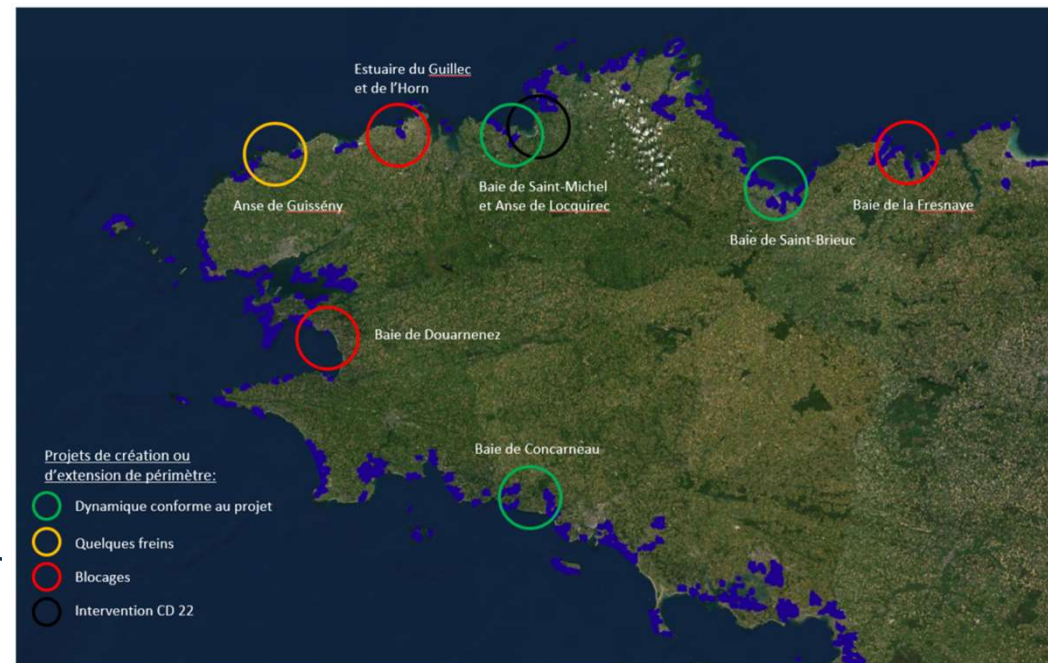 Estuaire du Guillec
et de l'Horn
Anse de Guissény
Baie de Saint-Michel
et Anse de Locquirec
Baie de la Fresnaye
Baie de Saint-Brieuc
Baie de Douarnenez
Baie de Concarneau
Projets de création ou
d'extension de périmètre:
Dynamique conforme au projet
Quelques freins
Blocages
Intervention CD 22